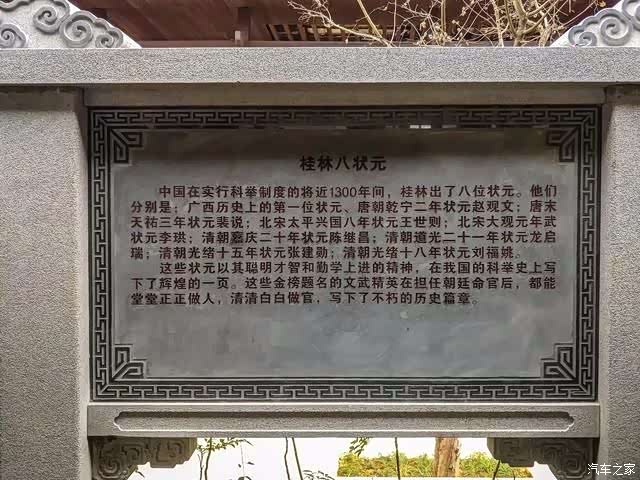 桂林八状元
中国在实行科举制度的将近1300年间，桂林出了八位状元。他们
分别是：广西历史上的第一位状元、唐朝乾宁二年状元赵观文；唐末
天祐三年状元裴说；北宋太平兴国八年状元王世则；北宋大观元年武
状元李珙；清朝嘉庆二十年状元陈继昌；清朝道光二十一年状元龙启
瑞；清朝光绪十五年状元张建勋；清朝光绪十八年状元刘福姚。
这些状元以其聪明才智和勤学上进的精神，在我国的科举史上写
下了辉煌的一页。这些金榜题名的文武精英在担任朝廷命官后，都能
堂堂正正做人，清清白白做官，写下了不朽的历史篇章。
汽车之家